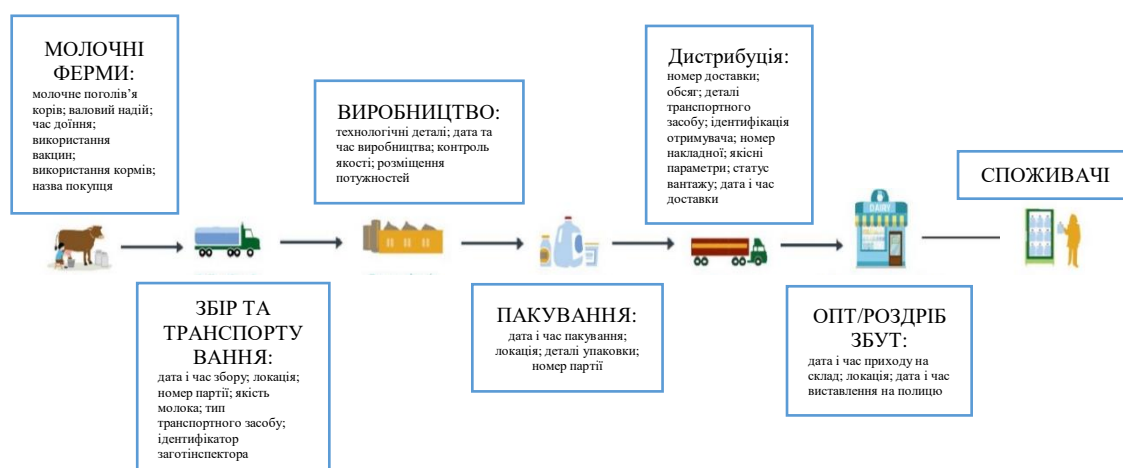 МОЛОЧНІ
ФЕРМИ:
молочне поголів’я
корів; валовий надій;
час доїння;
використання
вакцин;
використання кормів;
назва покупця
ЗБІР ТА
ТРАНСПОРТУ
ВАННЯ:
дата і час збору; локація;
номер партії; якість
молока; тип
транспортного засобу;
ідентифікатор
заготінспектора
ВИРОБНИЦТВО:
технологічні деталі; дата та
час виробництва; контроль
якості; розміщення
потужностей
ПАКУВАННЯ:
дата і час пакування;
локація; деталі упаковки;
номер партії
Дистрибуція:
номер доставки;
обсяг; деталі
транспортного
засобу; ідентифікація
отримувача; номер
накладної; якісні
параметри; статус
вантажу; дата і час
доставки
DAIRY
ОПТ/РОЗДРІБ
ЗБУТ:
дата і час приходу на
склад; локація; дата і час
виставлення на полицю
СПОЖИВАЧІ